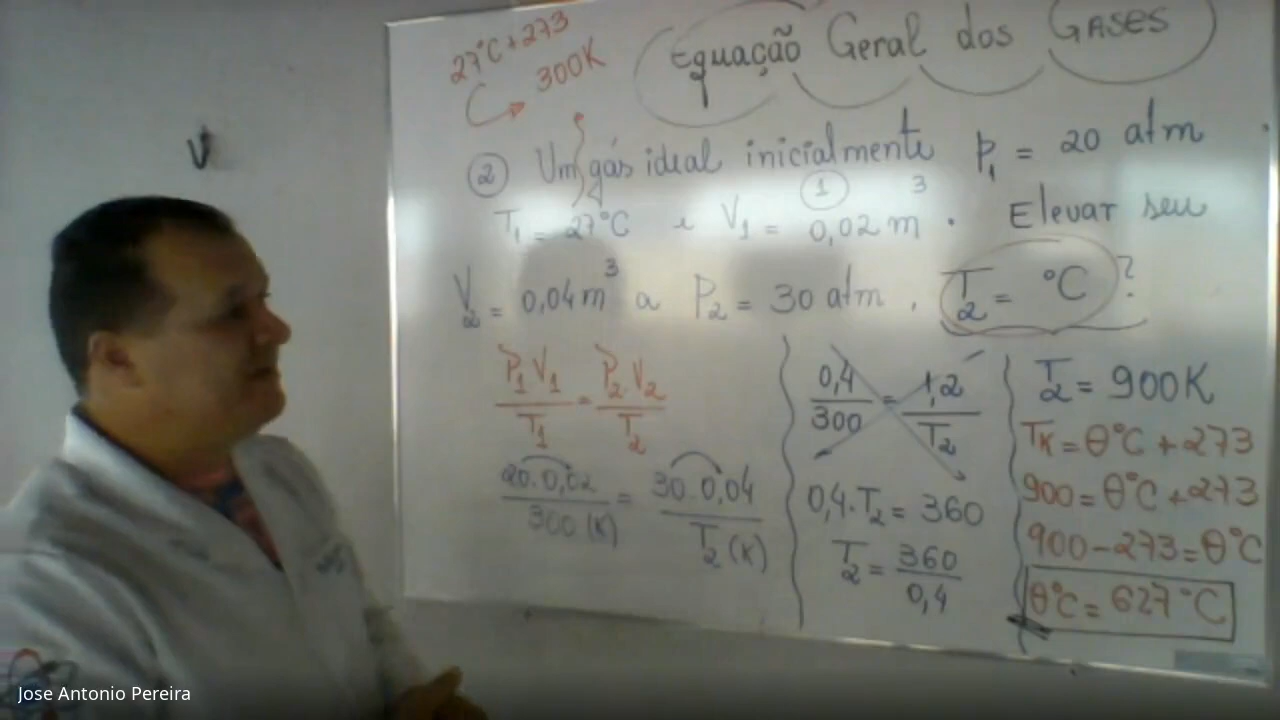 27°C+273
300K
Equação Geral dos GASES
② Um gás ideal inicialmente P₁ = 20 atm
T₁ = 27°C e V₁ = 0,02 m³. Elevar seu
①
V₂ = 0,04 m³ a P₂ = 30 atm, T₂ = °C ?
P₁V₁/T₁ = P₂.V₂/T₂
20.0,02/300 (K) = 30.0,04/T₂ (K)
0,4/300 = 1,2/T₂
0,4.T₂ = 360
T₂ = 360/0,4
T₂ = 900K
TK = θ°C + 273
900 = θ°C + 273
900-273 = θ°C
θ°C = 627°C
Jose Antonio Pereira